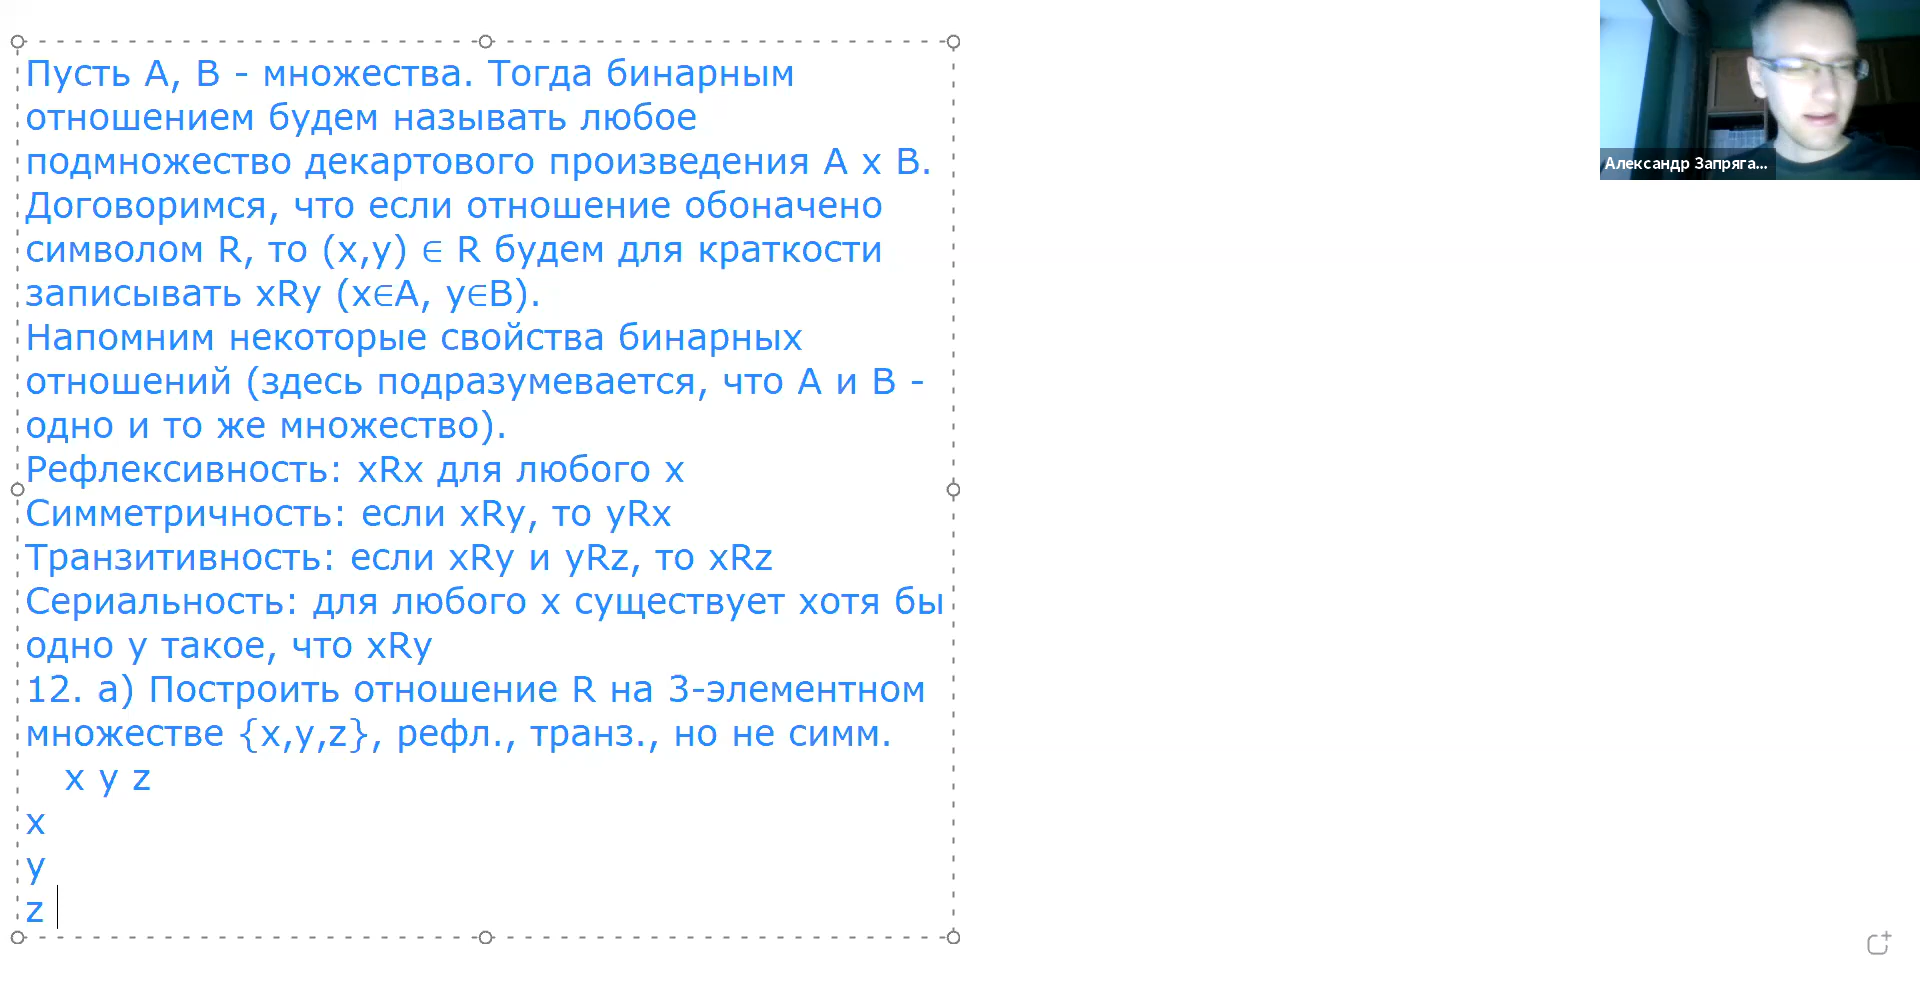 Пусть A, B - множества. Тогда бинарным
отношением будем называть любое
подмножество декартового произведения A x B.
Договоримся, что если отношение обоначено
символом R, то (x,y) ∈ R будем для краткости
записывать xRy (x∈A, y∈B).
Напомним некоторые свойства бинарных
отношений (здесь подразумевается, что A и B -
одно и то же множество).
Рефлексивность: xRx для любого x
Симметричность: если xRy, то yRx
Транзитивность: если xRy и yRz, то xRz
Сериальность: для любого x существует хотя бы
одно y такое, что xRy
12. а) Построить отношение R на 3-элементном
множестве {x,y,z}, рефл., транз., но не симм.
x y z
x
y
z
Александр Запряга...